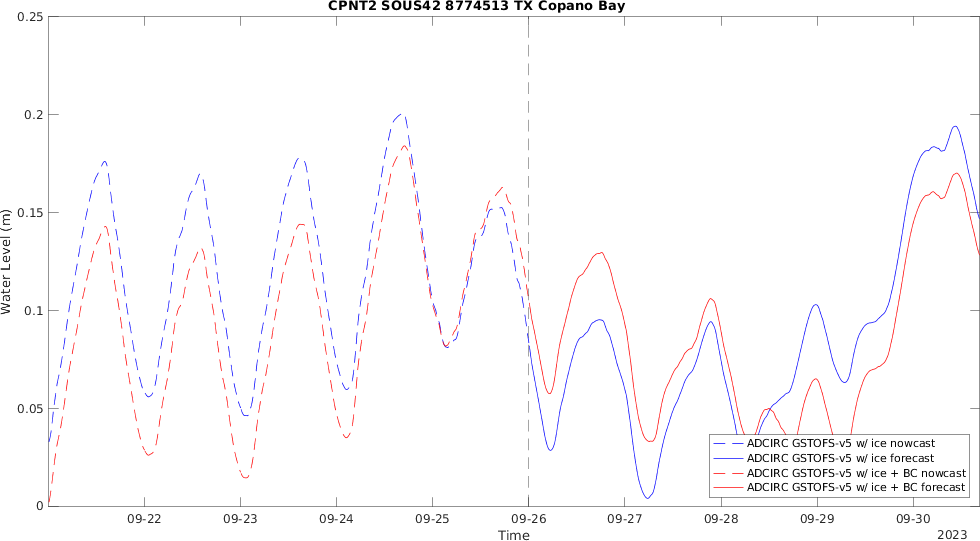 CPNT2 SOUS42 8774513 TX Copano Bay
0.25
0.2
0.15
0.1
0.05
0
Water Level (m)
ADCIRC GSTOFS-v5 w/ ice nowcast
ADCIRC GSTOFS-v5 w/ ice forecast
ADCIRC GSTOFS-v5 w/ ice + BC nowcast
ADCIRC GSTOFS-v5 w/ ice + BC forecast
09-22 09-23 09-24 09-25 09-26 09-27 09-28 09-29 09-30
Time
2023